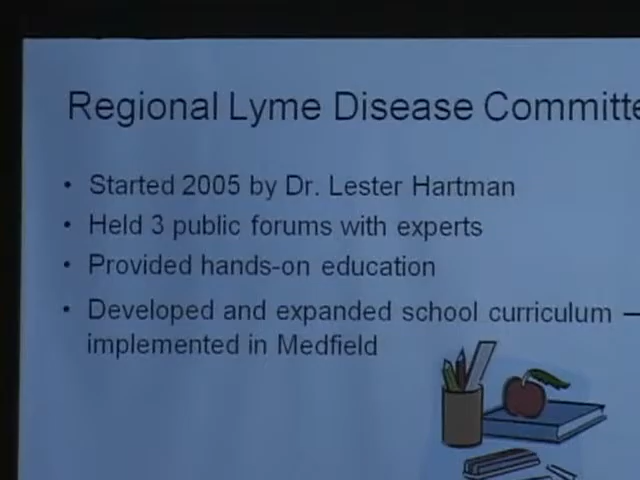 Regional Lyme Disease Committe
• Started 2005 by Dr. Lester Hartman
• Held 3 public forums with experts
• Provided hands-on education
• Developed and expanded school curriculum —
implemented in Medfield